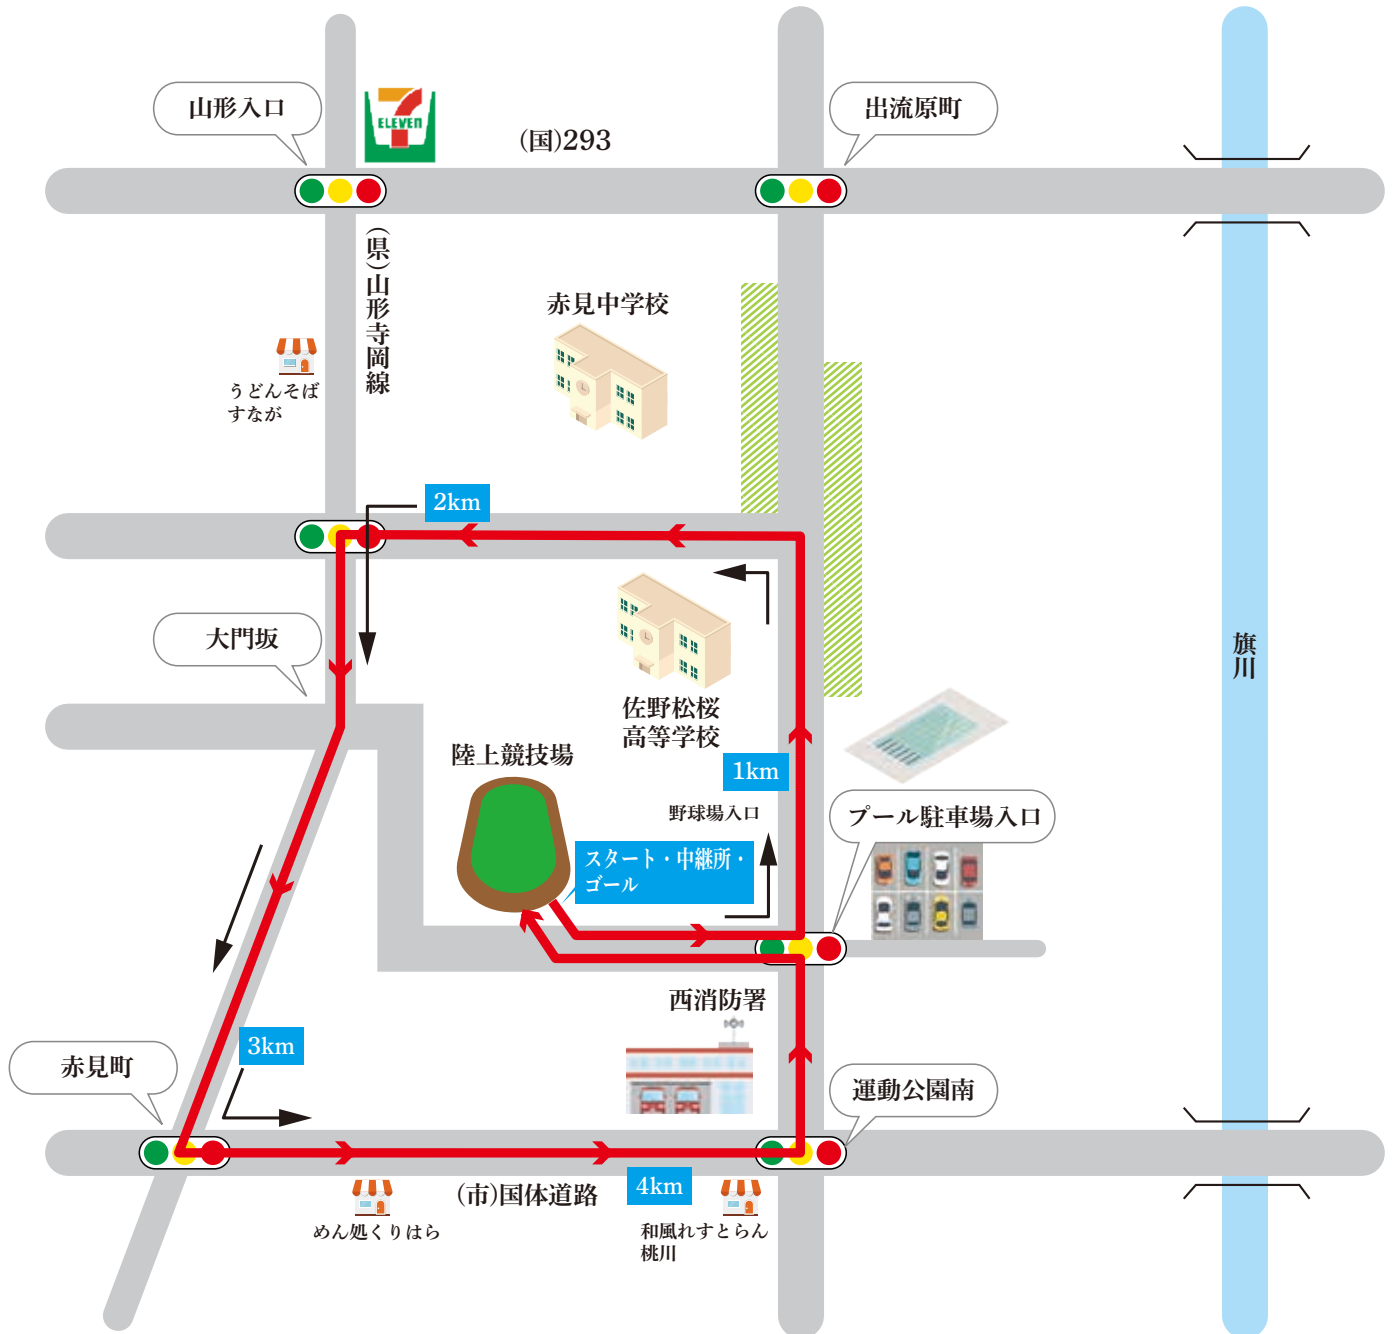 山形入口
ELEVEN
(国)293
出流原町
(県)山形寺岡線
赤見中学校
うどんそば
すなが
2km
大門坂
佐野松桜
高等学校
旗川
陸上競技場
1km
野球場入口
プール駐車場入口
スタート・中継所・
ゴール
西消防署
3km
赤見町
運動公園南
(市)国体道路
4km
めん処くりはら
和風れすとらん
桃川